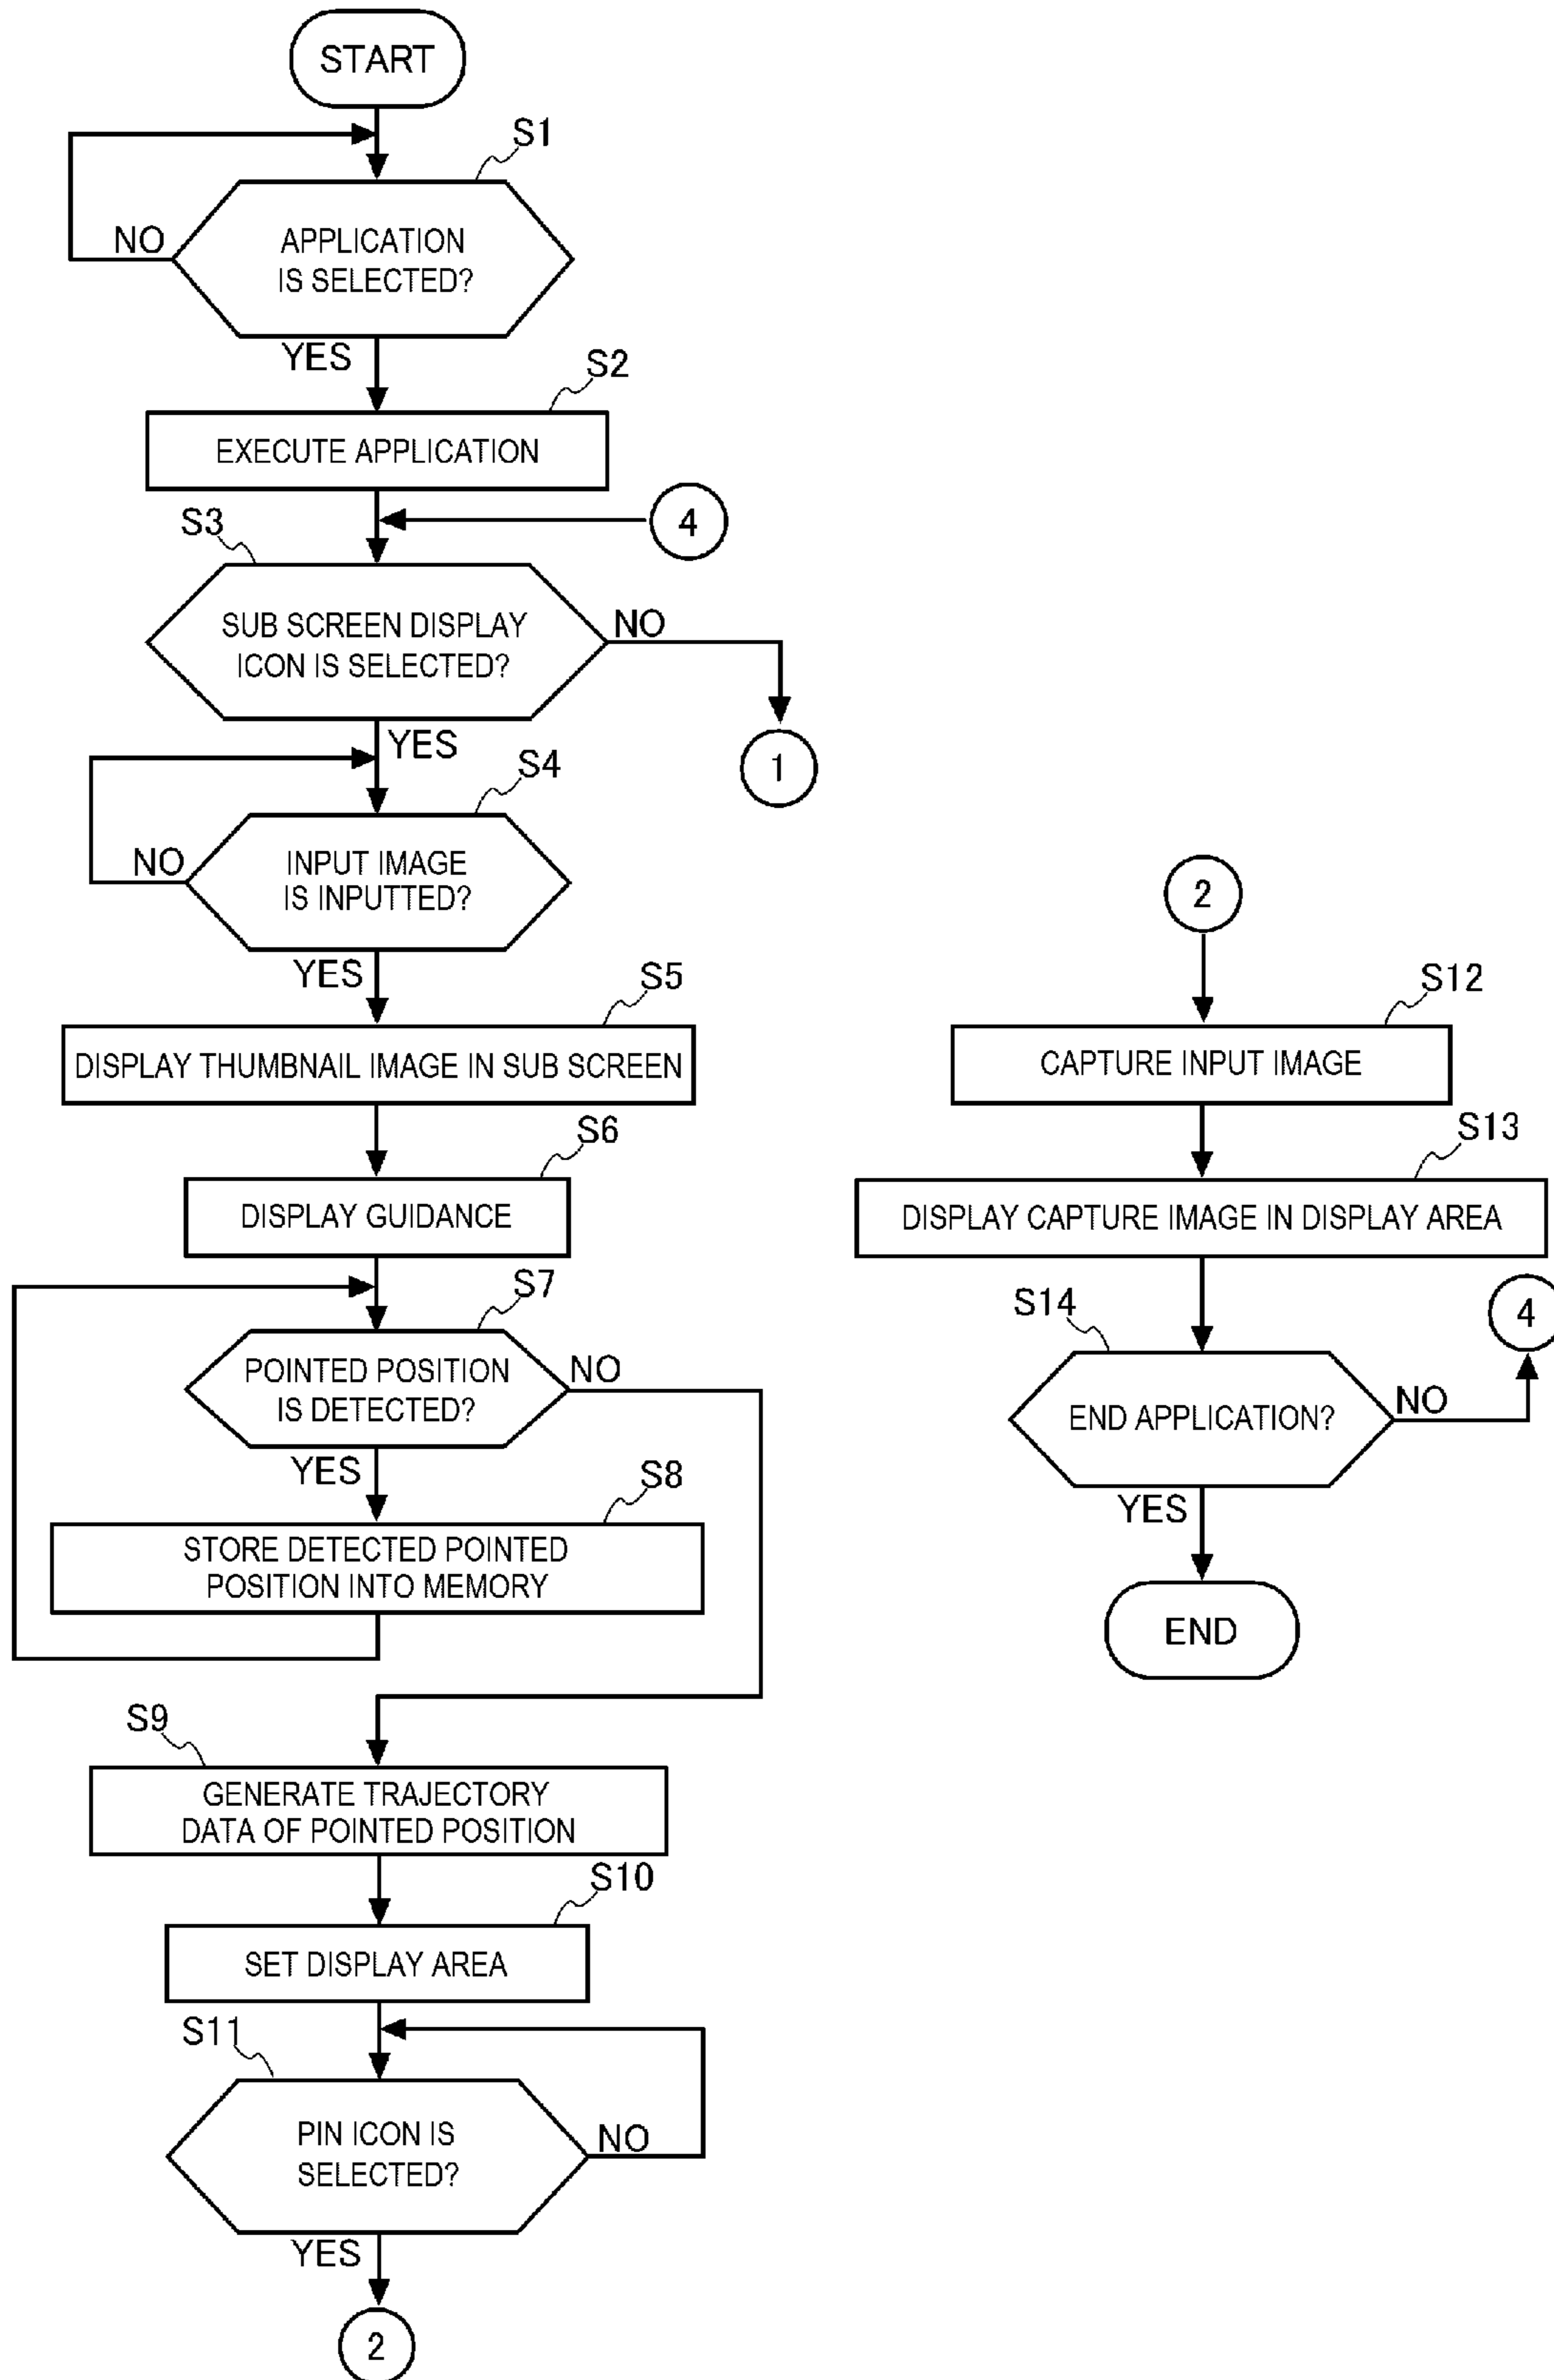 START
S1
NO
APPLICATION
IS SELECTED?
YES
S2
EXECUTE APPLICATION
4
S3
SUB SCREEN DISPLAY
ICON IS SELECTED?
NO
YES
1
S4
NO
INPUT IMAGE
IS INPUTTED?
YES
S5
DISPLAY THUMBNAIL IMAGE IN SUB SCREEN
S6
DISPLAY GUIDANCE
S7
POINTED POSITION
IS DETECTED?
NO
YES
S8
STORE DETECTED POINTED
POSITION INTO MEMORY
S9
GENERATE TRAJECTORY
DATA OF POINTED POSITION
S10
SET DISPLAY AREA
S11
PIN ICON IS
SELECTED?
NO
YES
2
2
S12
CAPTURE INPUT IMAGE
S13
DISPLAY CAPTURE IMAGE IN DISPLAY AREA
S14
4
END APPLICATION?
NO
YES
END